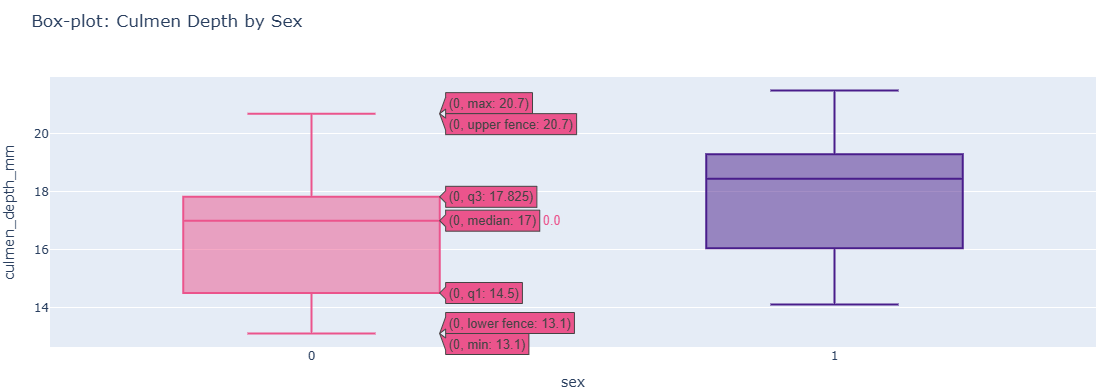 Box-plot: Culmen Depth by Sex
culmen_depth_mm
20
18
16
14
(0, max: 20.7)
(0, upper fence: 20.7)
(0, q3: 17.825)
(0, median: 17) 0.0
(0, q1: 14.5)
(0, lower fence: 13.1)
(0, min: 13.1)
0
1
sex